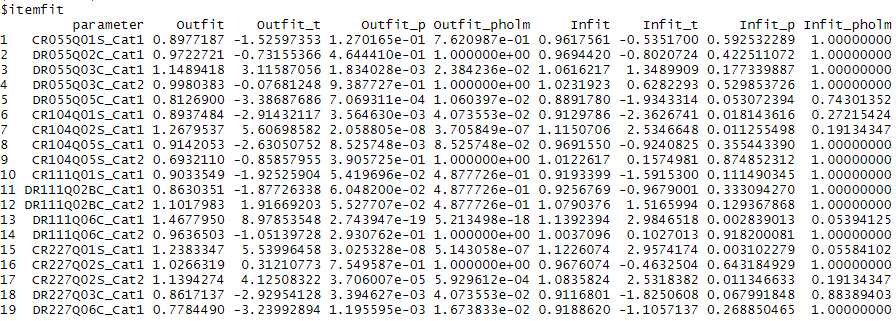 $itemfit
parameter Outfit Outfit_t Outfit_p Outfit_pholm Infit Infit_t Infit_p Infit_pholm
1 CR055Q01S_Cat1 0.8977187 -1.52597353 1.270165e-01 7.620987e-01 0.9617561 -0.5351700 0.592532289 1.00000000
2 DR055Q02C_Cat1 0.9722721 -0.73155366 4.644410e-01 1.000000e+00 0.9694420 -0.8020724 0.422511072 1.00000000
3 DR055Q03C_Cat1 1.1489418 3.11587056 1.834028e-03 2.384236e-02 1.0616217 1.3489909 0.177339887 1.00000000
4 DR055Q03C_Cat2 0.9980383 -0.07681248 9.387727e-01 1.000000e+00 1.0231923 0.6282293 0.529853726 1.00000000
5 DR055Q05C_Cat1 0.8126900 -3.38687686 7.069311e-04 1.060397e-02 0.8891780 -1.9343314 0.053072394 0.74301352
6 CR104Q01S_Cat1 0.8937484 -2.91432117 3.564630e-03 4.073553e-02 0.9129786 -2.3626741 0.018143616 0.27215424
7 CR104Q02S_Cat1 1.2679537 5.60698582 2.058805e-08 3.705849e-07 1.1150706 2.5346648 0.011255498 0.19134347
8 CR104Q05S_Cat1 0.9142053 -2.63050752 8.525748e-03 8.525748e-02 0.9691550 -0.9240825 0.355443390 1.00000000
9 CR104Q05S_Cat2 0.6932110 -0.85857955 3.905725e-01 1.000000e+00 1.0122617 0.1574981 0.874852312 1.00000000
10 CR111Q01S_Cat1 0.9033549 -1.92525904 5.419696e-02 4.877726e-01 0.9193399 -1.5915300 0.111490345 1.00000000
11 DR111Q02BC_Cat1 0.8630351 -1.87726338 6.048200e-02 4.877726e-01 0.9256769 -0.9679001 0.333094270 1.00000000
12 DR111Q02BC_Cat2 1.1017983 1.91669203 5.527707e-02 4.877726e-01 1.0790376 1.5165994 0.129367868 1.00000000
13 DR111Q06C_Cat1 1.4677950 8.97853548 2.743947e-19 5.213498e-18 1.1392394 2.9846518 0.002839013 0.05394125
14 DR111Q06C_Cat2 0.9636503 -1.05139728 2.930762e-01 1.000000e+00 1.0037096 0.1027013 0.918200081 1.00000000
15 CR227Q01S_Cat1 1.2383347 5.53996458 3.025328e-08 5.143058e-07 1.1226074 2.9574174 0.003102279 0.05584102
16 CR227Q02S_Cat1 1.0266319 0.31210773 7.549587e-01 1.000000e+00 0.9676074 -0.4632504 0.643184929 1.00000000
17 CR227Q02S_Cat2 1.1394274 4.12508322 3.706007e-05 5.929612e-04 1.0835824 2.5318382 0.011346633 0.19134347
18 DR227Q03C_Cat1 0.8617137 -2.92954128 3.394627e-03 4.073553e-02 0.9116801 -1.8250608 0.067991848 0.88389403
19 DR227Q06C_Cat1 0.7784490 -3.23992894 1.195595e-03 1.673833e-02 0.9188620 -1.1057137 0.268850465 1.00000000